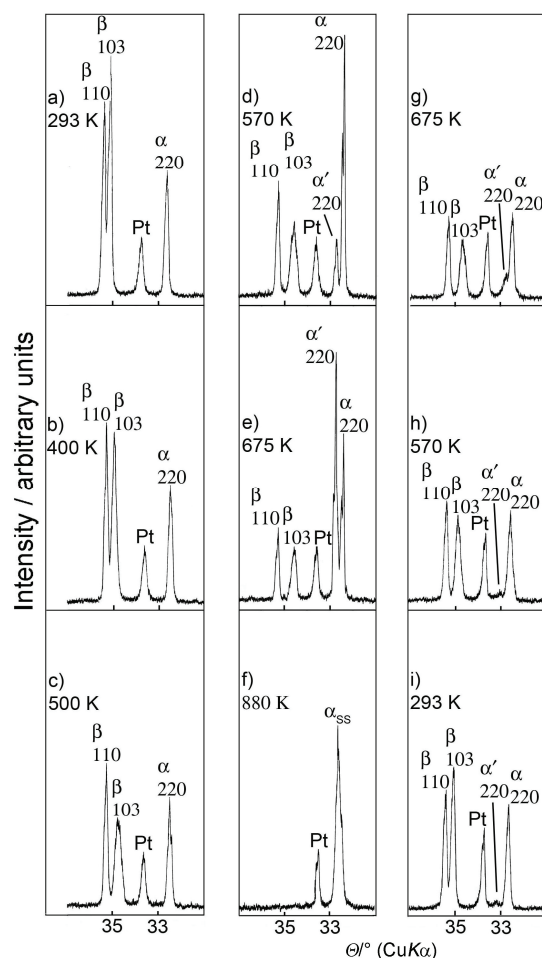 Intensity / arbitrary units
a)
293 K
β
110
β
103
Pt
α
220
b)
400 K
β
110
β
103
Pt
α
220
c)
500 K
β
110
β
103
Pt
α
220
35
33
d)
570 K
β
110
β
103
Pt
α′
220
α
220
e)
675 K
β
110
β
103
Pt
α′
220
α
220
f)
880 K
Pt
αSS
35
33
g)
675 K
β
110
β
103
Pt
α′
220
α
220
h)
570 K
β
110
β
103
Pt
α′
220
α
220
i)
293 K
β
110
β
103
Pt
α′
220
α
220
35
33
Θ/° (CuKα)